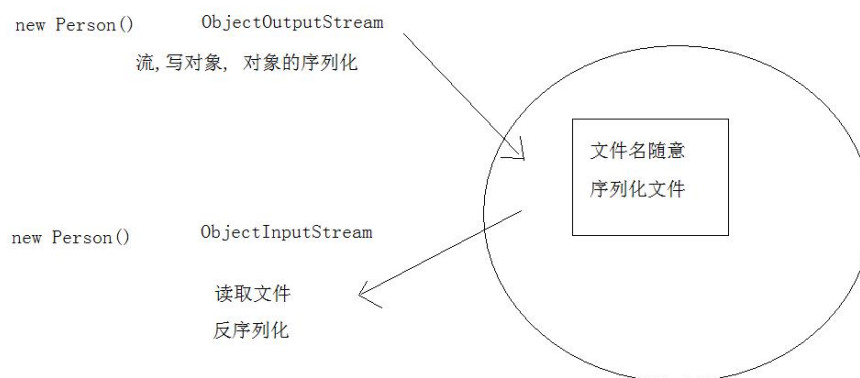 new Person() ObjectOutputStream
流,写对象, 对象的序列化
文件名随意
序列化文件
new Person() ObjectInputStream
读取文件
反序列化